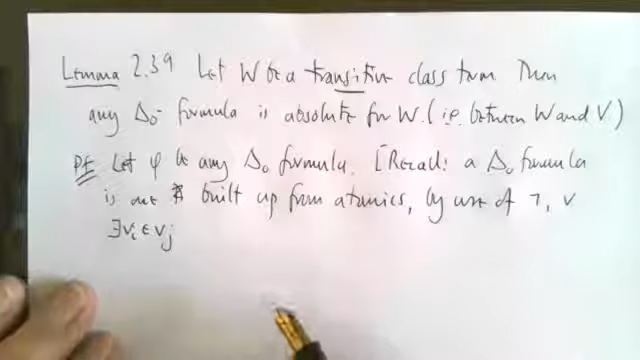 Lemma 2.39 Let W be a transitive class term Then
any Δ₀- formula is absolute for W. (i.e. between W and V)
Pf Let φ be any Δ₀ formula. [Recall: a Δ₀ formula
is one built up from atomics, by use of ¬, ∨
∃vᵢ∈vⱼ